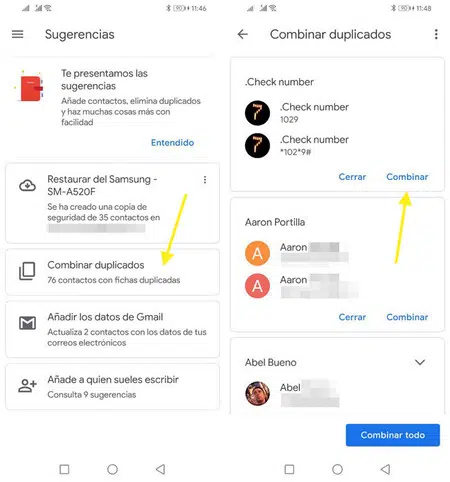 11:46
Sugerencias
Te presentamos las
sugerencias
Añade contactos, elimina duplicados
y haz muchas cosas más con
facilidad
Entendido
Restaurar del Samsung -
SM-A520F
Se ha creado una copia de
seguridad de 35 contactos en
Combinar duplicados
76 contactos con fichas duplicadas
Añadir los datos de Gmail
Actualiza 2 contactos con los datos de tus
correos electrónicos
Añade a quien sueles escribir
Consulta 9 sugerencias
11:48
Combinar duplicados
.Check number
.Check number
1029
.Check number
*102*9#
Cerrar
Combinar
Aaron Portilla
A
Aaron
A
Aaron
Cerrar
Combinar
Abel Bueno
Abel
Combinar todo